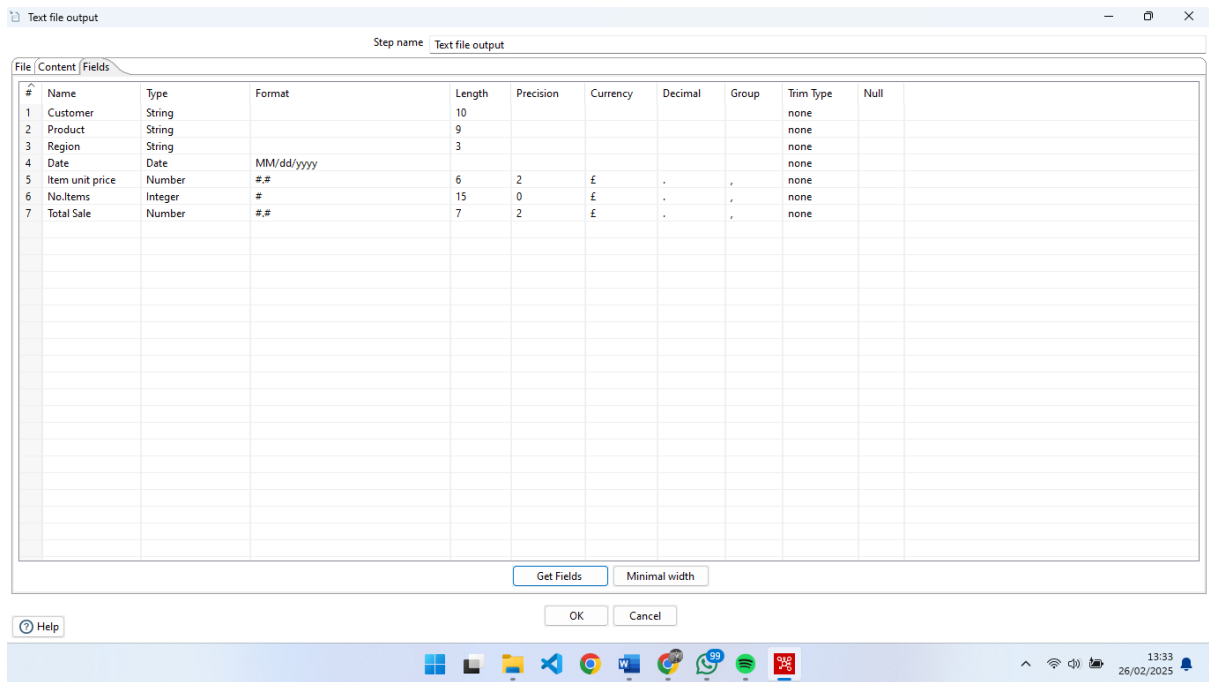 Text file output
Step name Text file output
File Content Fields
# Name Type Format Length Precision Currency Decimal Group Trim Type Null
1 Customer String 10 none
2 Product String 9 none
3 Region String 3 none
4 Date Date MM/dd/yyyy none
5 Item unit price Number #.# 6 2 £ . , none
6 No.Items Integer # 15 0 £ . , none
7 Total Sale Number #.# 7 2 £ . , none
Get Fields Minimal width
OK Cancel
? Help
99
13:33
26/02/2025